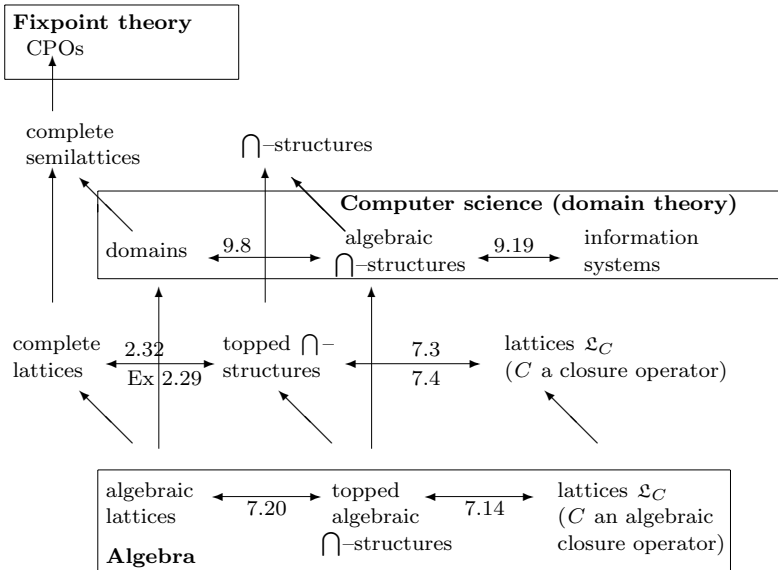 Fixpoint theory
CPOs
complete
semilattices
⋂–structures
Computer science (domain theory)
domains
9.8
algebraic
⋂–structures
9.19
information
systems
complete
lattices
2.32
Ex 2.29
topped ⋂–
structures
7.3
7.4
lattices 𝔏_C
(C a closure operator)
algebraic
lattices
7.20
topped
algebraic
⋂–structures
7.14
lattices 𝔏_C
(C an algebraic
closure operator)
Algebra